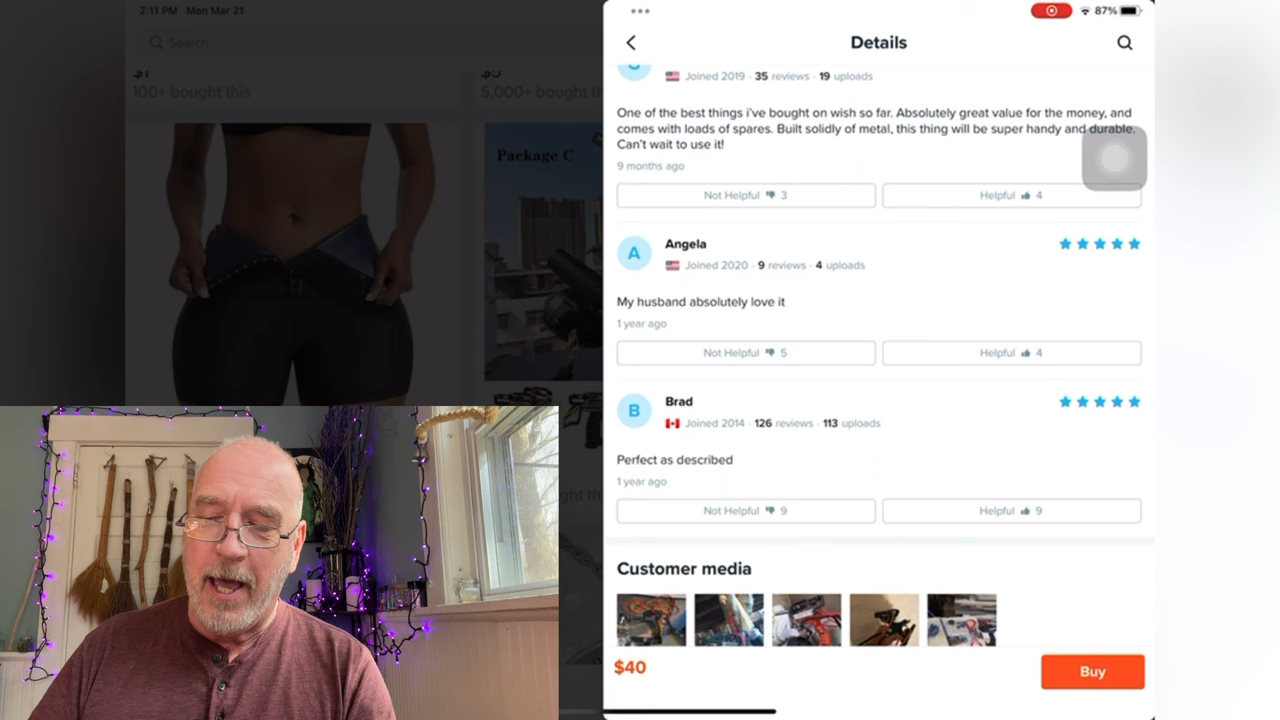 2:11 PM Mon Mar 21
Search
$1
100+ bought this
$5
5,000+ bought th
Package C
ght th
87%
Details
Joined 2019 · 35 reviews · 19 uploads
One of the best things i've bought on wish so far. Absolutely great value for the money, and
comes with loads of spares. Built solidly of metal, this thing will be super handy and durable.
Can't wait to use it!
9 months ago
Not Helpful 3
Helpful 4
A
Angela
Joined 2020 · 9 reviews · 4 uploads
My husband absolutely love it
1 year ago
Not Helpful 5
Helpful 4
B
Brad
Joined 2014 · 126 reviews · 113 uploads
Perfect as described
1 year ago
Not Helpful 9
Helpful 9
Customer media
$40
Buy